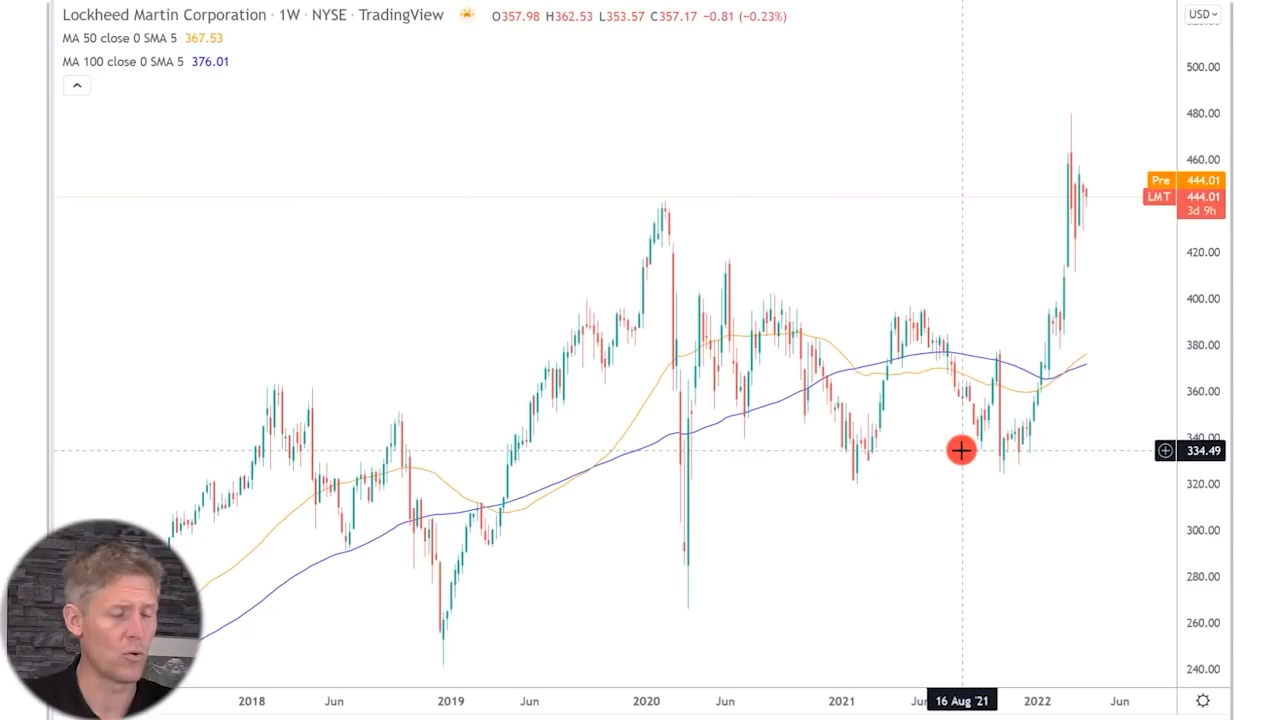 Lockheed Martin Corporation · 1W · NYSE · TradingView O357.98 H362.53 L353.57 C357.17 −0.81 (−0.23%)
USD
MA 50 close 0 SMA 5 367.53
MA 100 close 0 SMA 5 376.01
500.00
480.00
460.00
Pre 444.01
LMT 444.01
3d 9h
420.00
400.00
380.00
360.00
340.00
334.49
320.00
300.00
280.00
260.00
240.00
2018 Jun 2019 Jun 2020 Jun 2021 16 Aug '21 2022 Jun